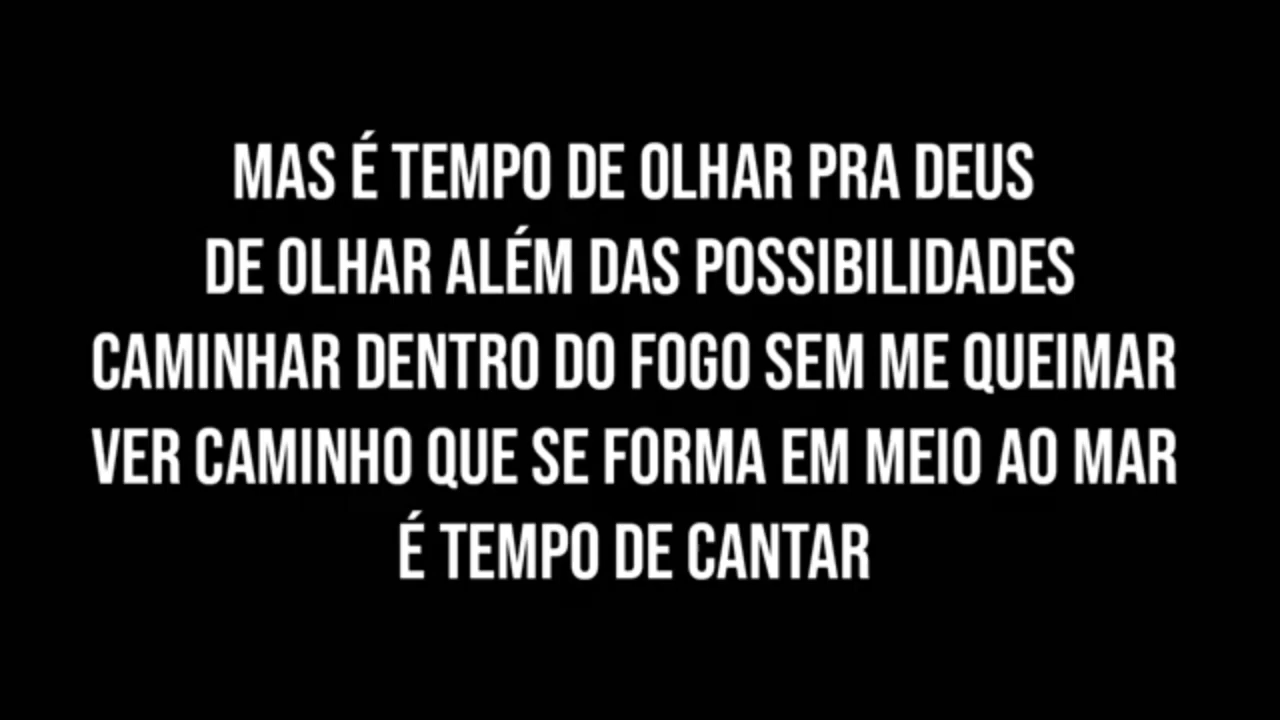 MAS É TEMPO DE OLHAR PRA DEUS
DE OLHAR ALÉM DAS POSSIBILIDADES
CAMINHAR DENTRO DO FOGO SEM ME QUEIMAR
VER CAMINHO QUE SE FORMA EM MEIO AO MAR
É TEMPO DE CANTAR